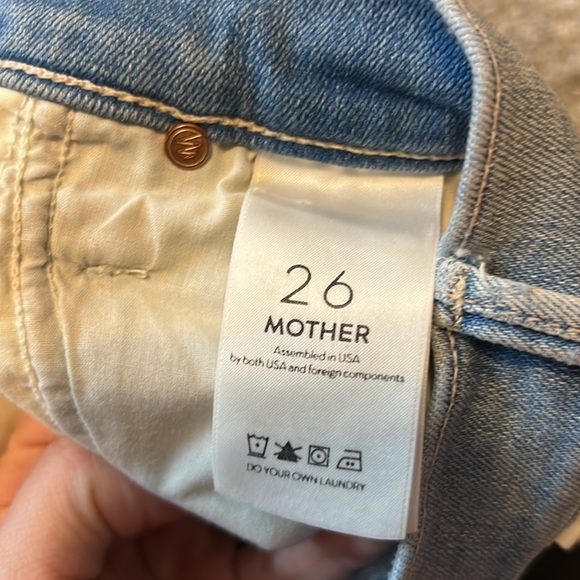 26
MOTHER
Assembled in USA
by both USA and foreign components
DO YOUR OWN LAUNDRY